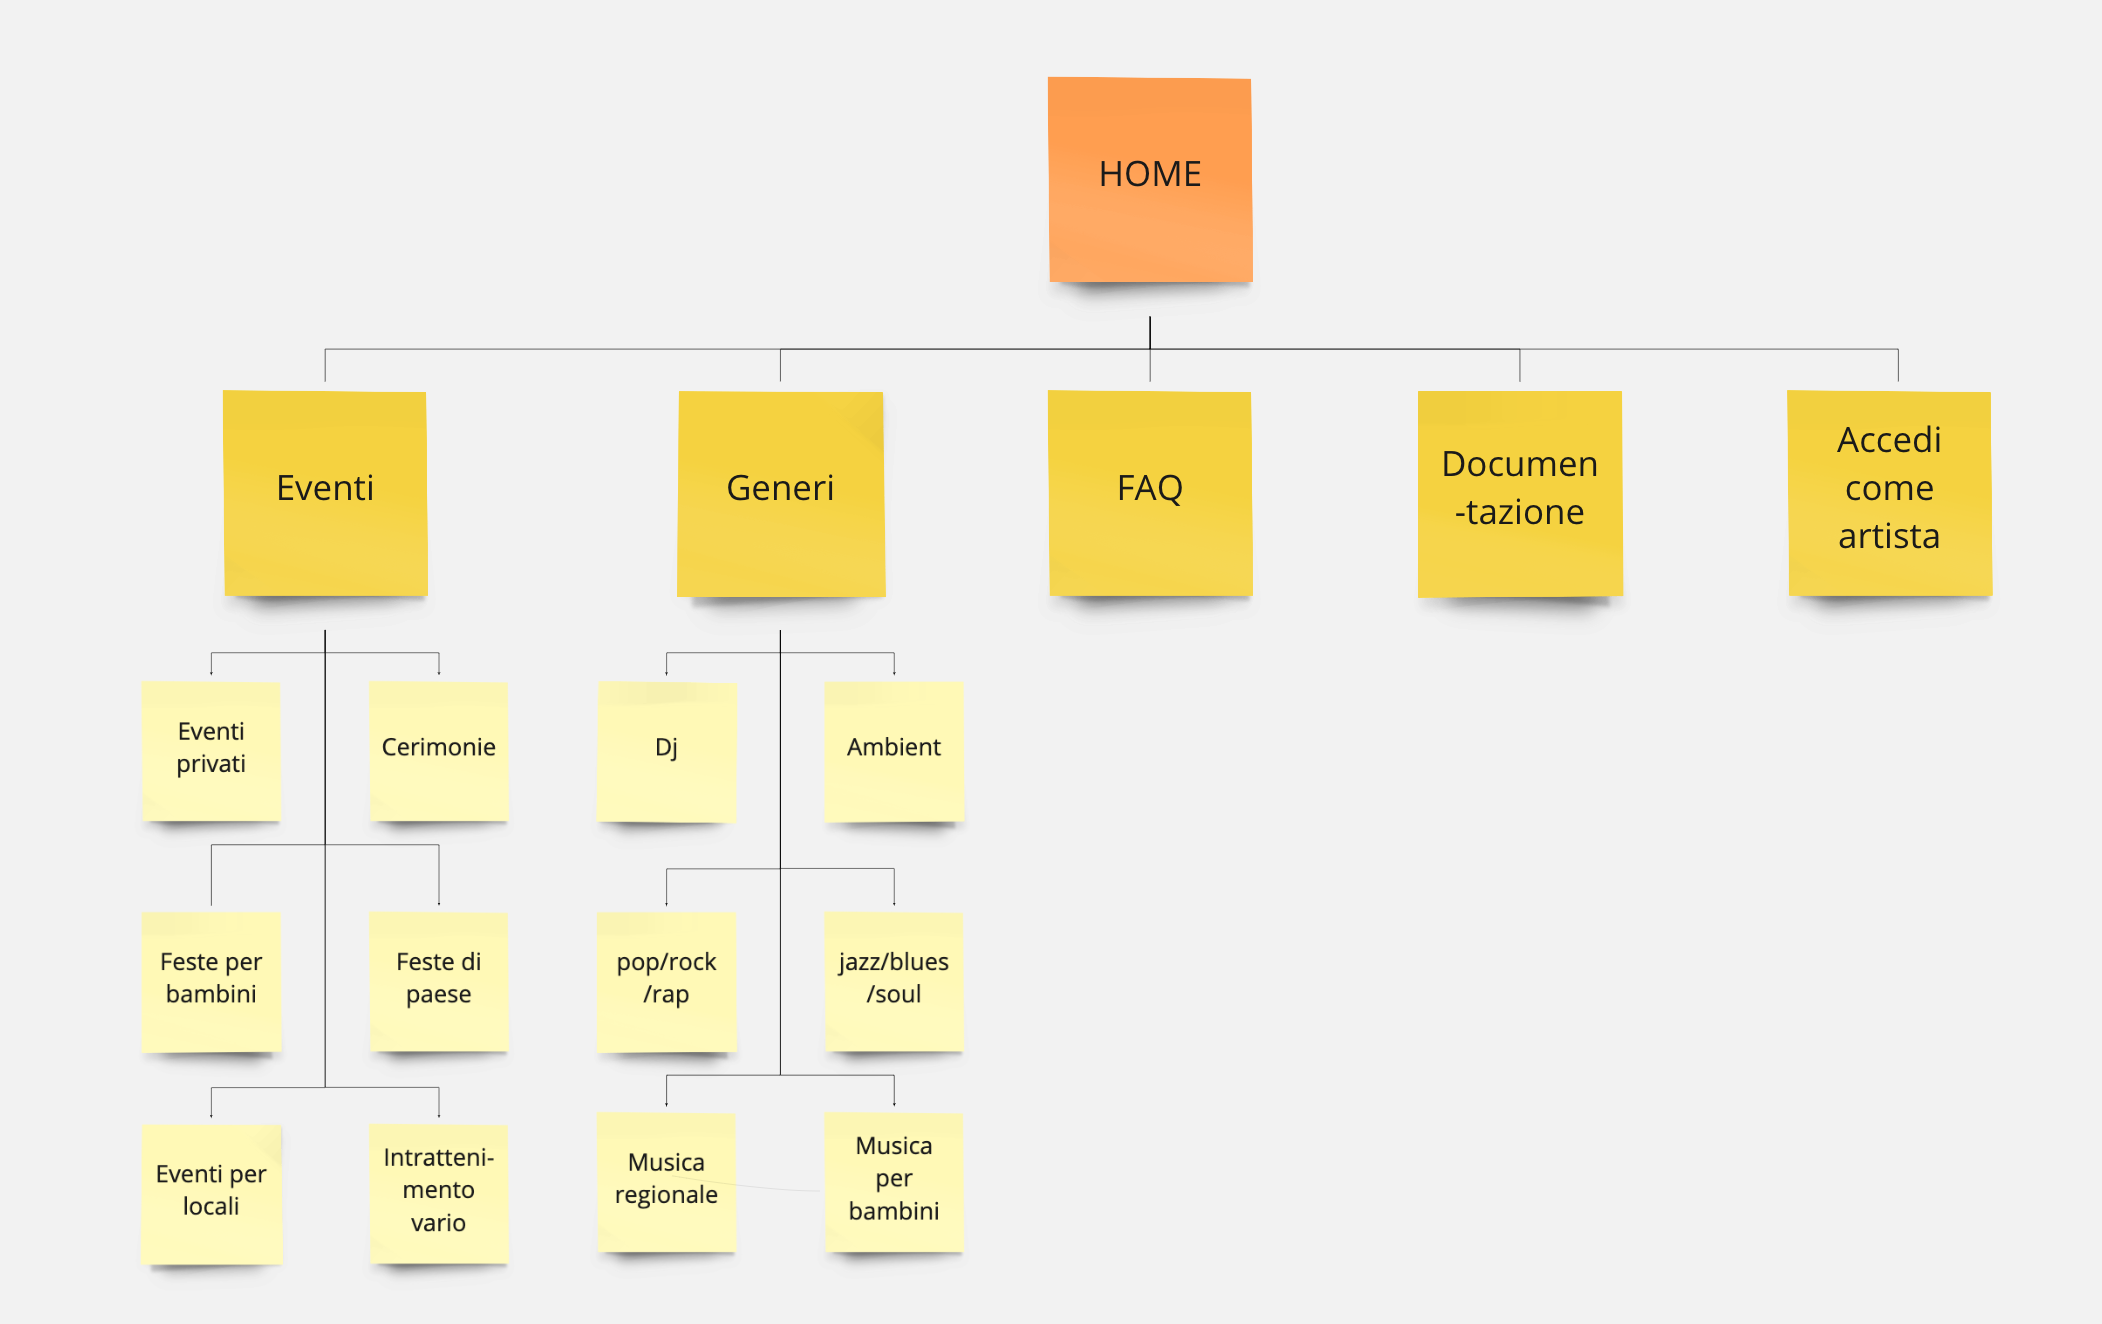 HOME
Eventi
Generi
FAQ
Documen
-tazione
Accedi
come
artista
Eventi
privati
Cerimonie
Dj
Ambient
Feste per
bambini
Feste di
paese
pop/rock
/rap
jazz/blues
/soul
Eventi per
locali
Intratteni-
mento
vario
Musica
regionale
Musica
per
bambini